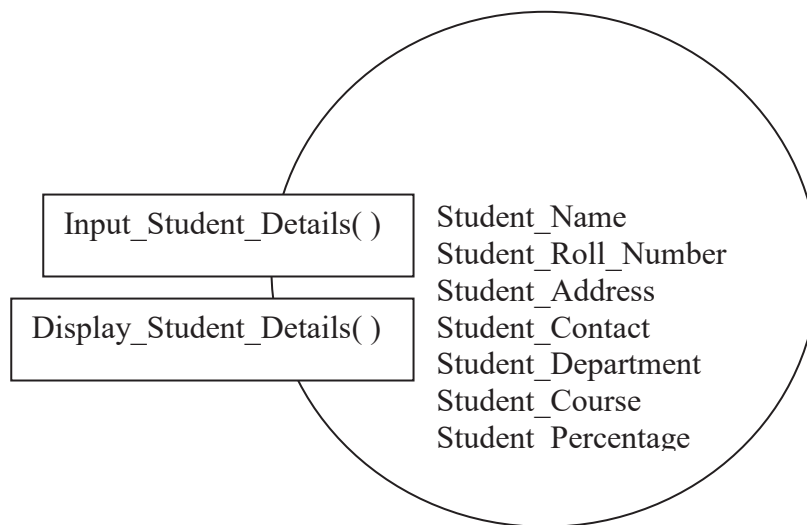 Input_Student_Details( )
Display_Student_Details( )
Student_Name
Student_Roll_Number
Student_Address
Student_Contact
Student_Department
Student_Course
Student_Percentage